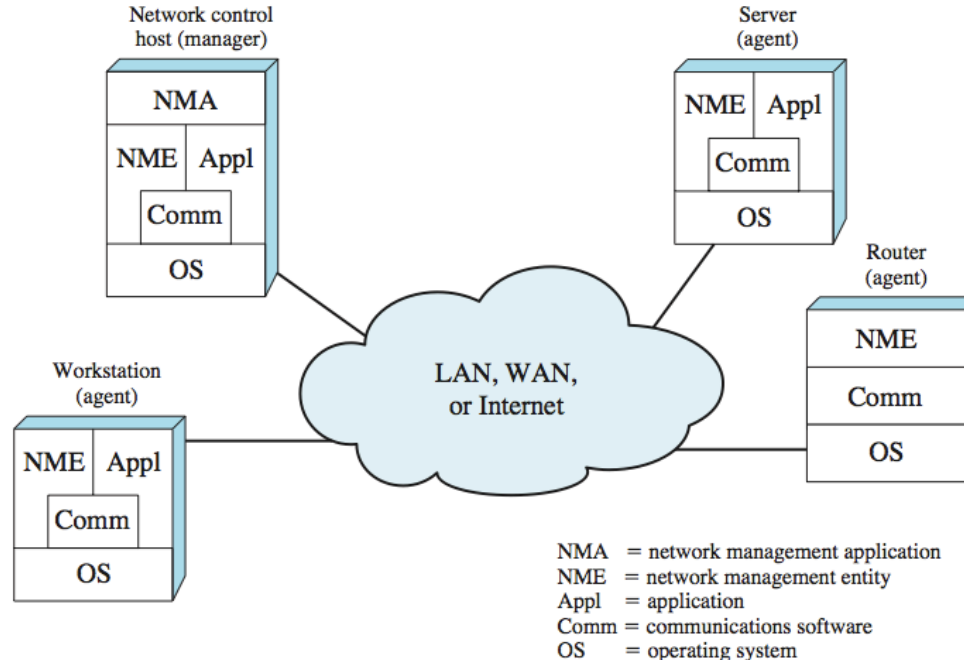 Network control
host (manager)
NMA
NME Appl
Comm
OS
Server
(agent)
NME Appl
Comm
OS
Router
(agent)
NME
Comm
OS
LAN, WAN,
or Internet
Workstation
(agent)
NME Appl
Comm
OS
NMA = network management application
NME = network management entity
Appl = application
Comm = communications software
OS = operating system